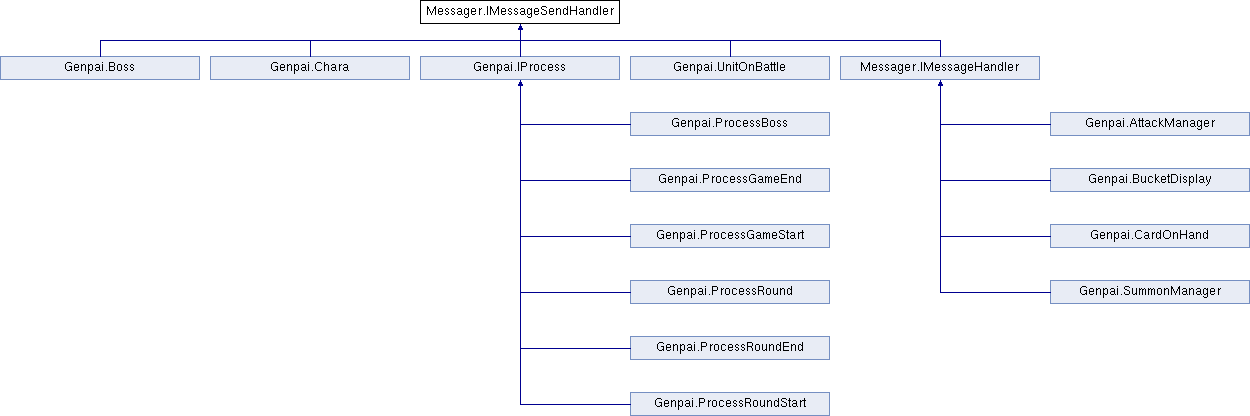 Messager.IMessageSendHandler
Genpai.Boss
Genpai.Chara
Genpai.IProcess
Genpai.UnitOnBattle
Messager.IMessageHandler
Genpai.ProcessBoss
Genpai.AttackManager
Genpai.ProcessGameEnd
Genpai.BucketDisplay
Genpai.ProcessGameStart
Genpai.CardOnHand
Genpai.ProcessRound
Genpai.SummonManager
Genpai.ProcessRoundEnd
Genpai.ProcessRoundStart